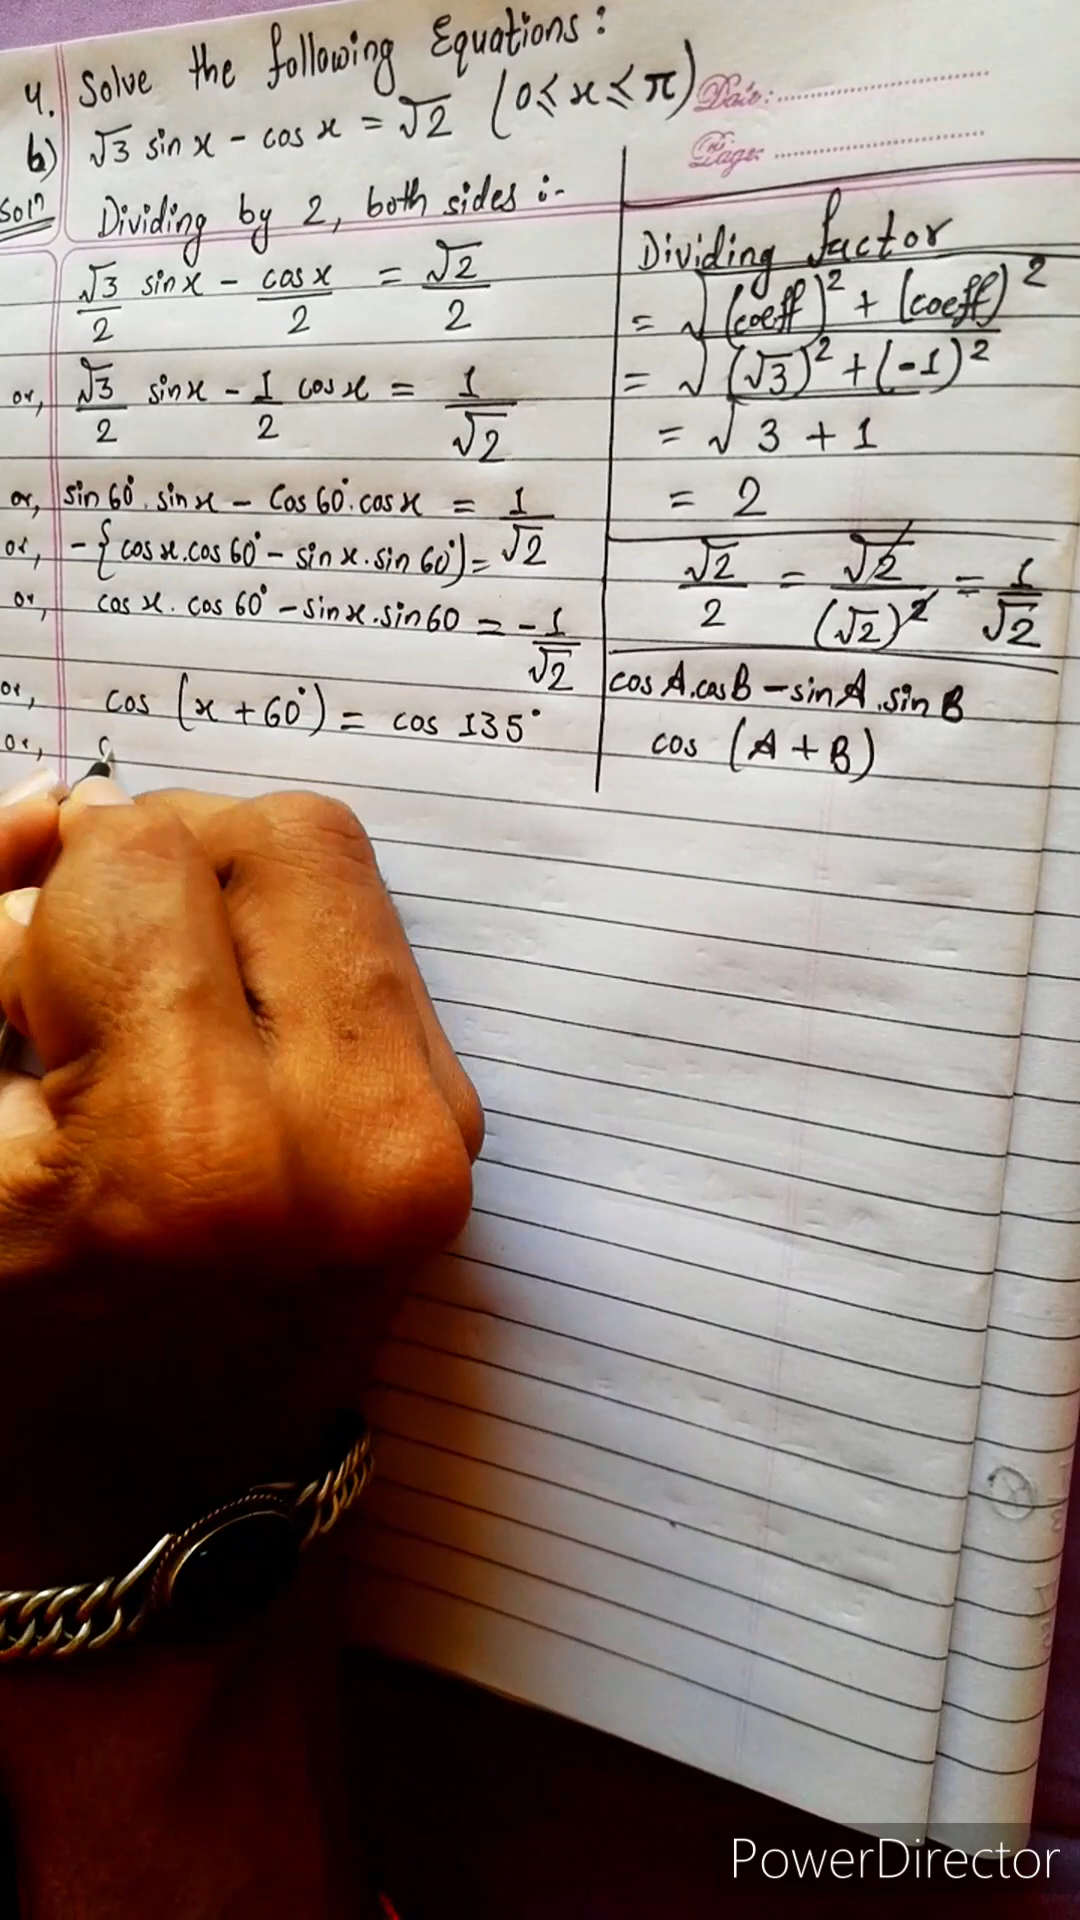 4. Solve the following Equations:
b) √3 sin x - cos x = √2 (0≤x≤π)
Date:
Page:
Soln Dividing by 2, both sides :-
√3/2 sin x - cos x/2 = √2/2
or, √3/2 sin x - 1/2 cos x = 1/√2
or, sin 60°. sin x - Cos 60°. cos x = 1/√2
or, -{cos x. cos 60° - sin x. sin 60°} = 1/√2
or, cos x. cos 60° - sin x. sin 60 = -1/√2
or, cos (x + 60°) = cos 135°
or, c
Dividing factor
= √(coeff)² + (coeff)²
= √(√3)² + (-1)²
= √3 + 1
= 2
√2/2 = √2/(√2)² = 1/√2
cos A. cos B - sin A. sin B
cos (A + B)
PowerDirector